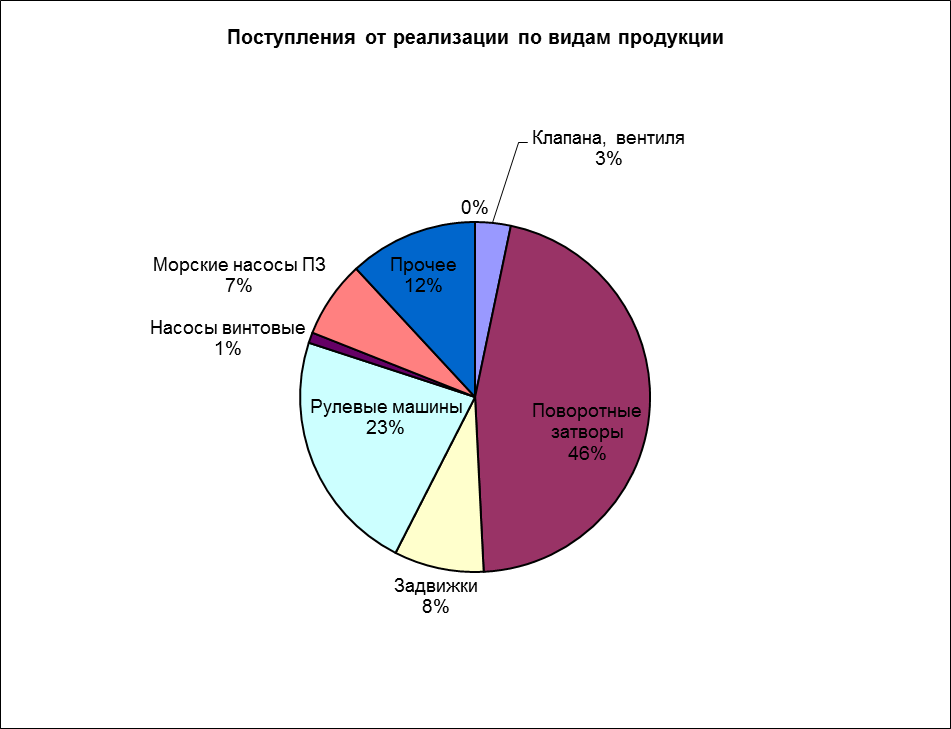 Поступления от реализации по видам продукции
Клапана, вентиля
3%
0%
Морские насосы ПЗ
7%
Прочее
12%
Насосы винтовые
1%
Рулевые машины
23%
Поворотные
затворы
46%
Задвижки
8%